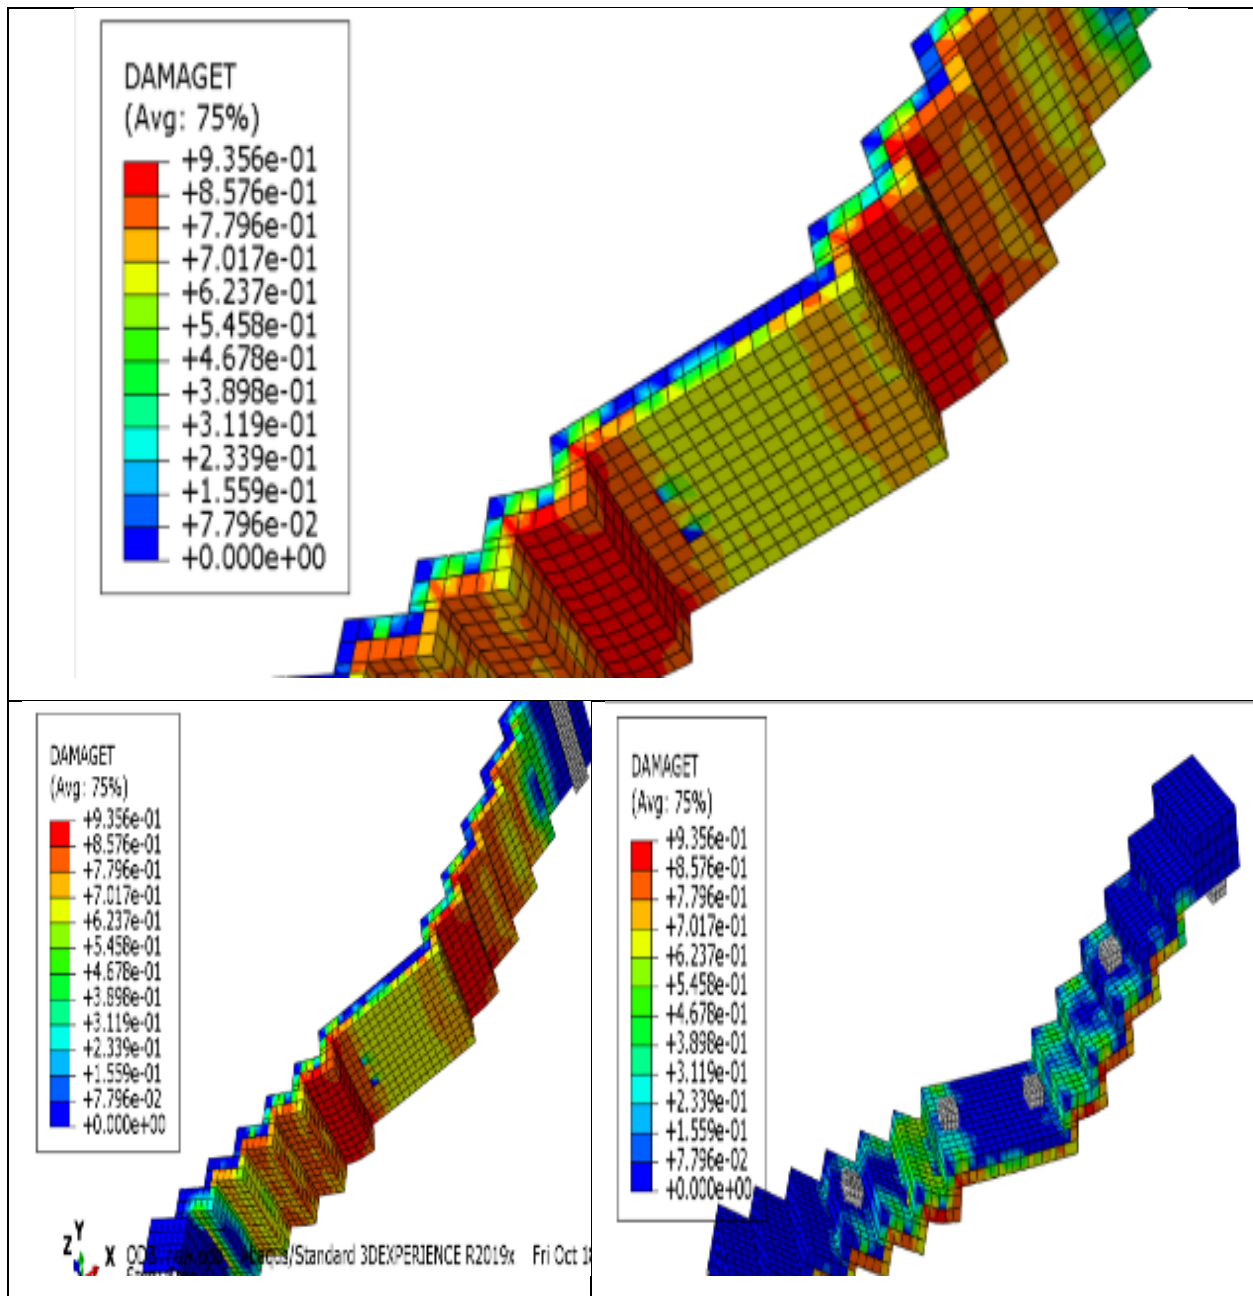 DAMAGET
(Avg: 75%)
+9.356e-01
+8.576e-01
+7.796e-01
+7.017e-01
+6.237e-01
+5.458e-01
+4.678e-01
+3.898e-01
+3.119e-01
+2.339e-01
+1.559e-01
+7.796e-02
+0.000e+00
DAMAGET
(Avg: 75%)
+9.356e-01
+8.576e-01
+7.796e-01
+7.017e-01
+6.237e-01
+5.458e-01
+4.678e-01
+3.898e-01
+3.119e-01
+2.339e-01
+1.559e-01
+7.796e-02
+0.000e+00
Y
Z X
/Standard 3DEXPERIENCE R2019x Fri Oct
DAMAGET
(Avg: 75%)
+9.356e-01
+8.576e-01
+7.796e-01
+7.017e-01
+6.237e-01
+5.458e-01
+4.678e-01
+3.898e-01
+3.119e-01
+2.339e-01
+1.559e-01
+7.796e-02
+0.000e+00